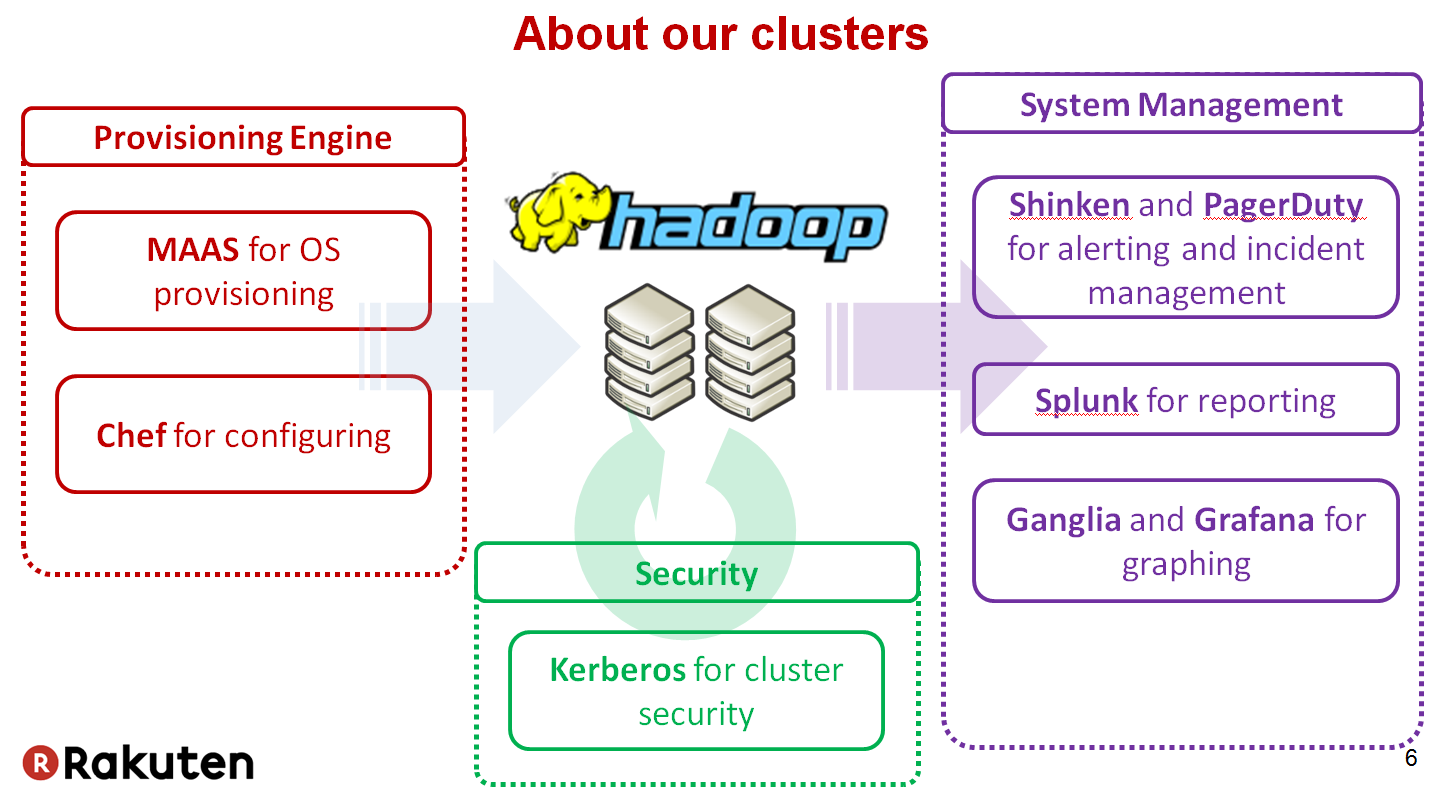 About our clusters
Provisioning Engine
MAAS for OS
provisioning
Chef for configuring
hadoop
Security
Kerberos for cluster
security
System Management
Shinken and PagerDuty
for alerting and incident
management
Splunk for reporting
Ganglia and Grafana for
graphing
R Rakuten
6